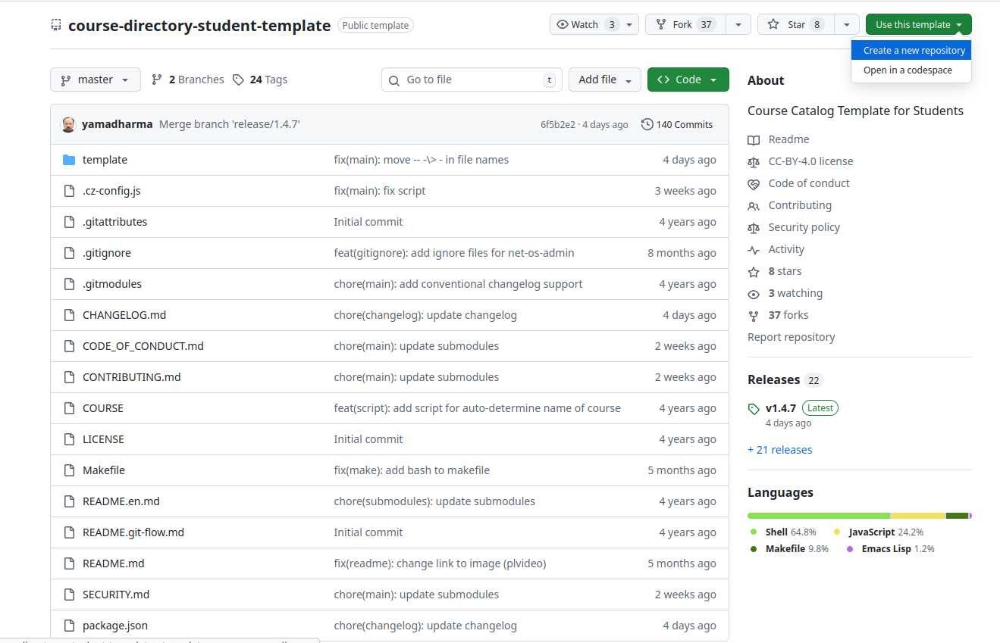 course-directory-student-template Public template Watch 3 Fork 37 Star 8 Use this template
Create a new repository
Open in a codespace
master 2 Branches 24 Tags Go to file t Add file Code
yamadharma Merge branch 'release/1.4.7' 6f5b2e2 · 4 days ago 140 Commits
template fix(main): move -- -\> - in file names 4 days ago
.cz-config.js fix(main): fix script 3 weeks ago
.gitattributes Initial commit 4 years ago
.gitignore feat(gitignore): add ignore files for net-os-admin 8 months ago
.gitmodules chore(main): add conventional changelog support 4 years ago
CHANGELOG.md chore(changelog): update changelog 4 days ago
CODE_OF_CONDUCT.md chore(main): update submodules 2 weeks ago
CONTRIBUTING.md chore(main): update submodules 2 weeks ago
COURSE feat(script): add script for auto-determine name of course 4 years ago
LICENSE Initial commit 4 years ago
Makefile fix(make): add bash to makefile 5 months ago
README.en.md chore(submodules): update submodules 4 years ago
README.git-flow.md Initial commit 4 years ago
README.md fix(readme): change link to image (plvideo) 5 months ago
SECURITY.md chore(main): update submodules 2 weeks ago
package.json chore(changelog): update changelog 4 days ago
About
Course Catalog Template for Students
Readme
CC-BY-4.0 license
Code of conduct
Contributing
Security policy
Activity
8 stars
3 watching
37 forks
Report repository
Releases 22
v1.4.7 Latest
4 days ago
+ 21 releases
Languages
Shell 64.8% JavaScript 24.2%
Makefile 9.8% Emacs Lisp 1.2%